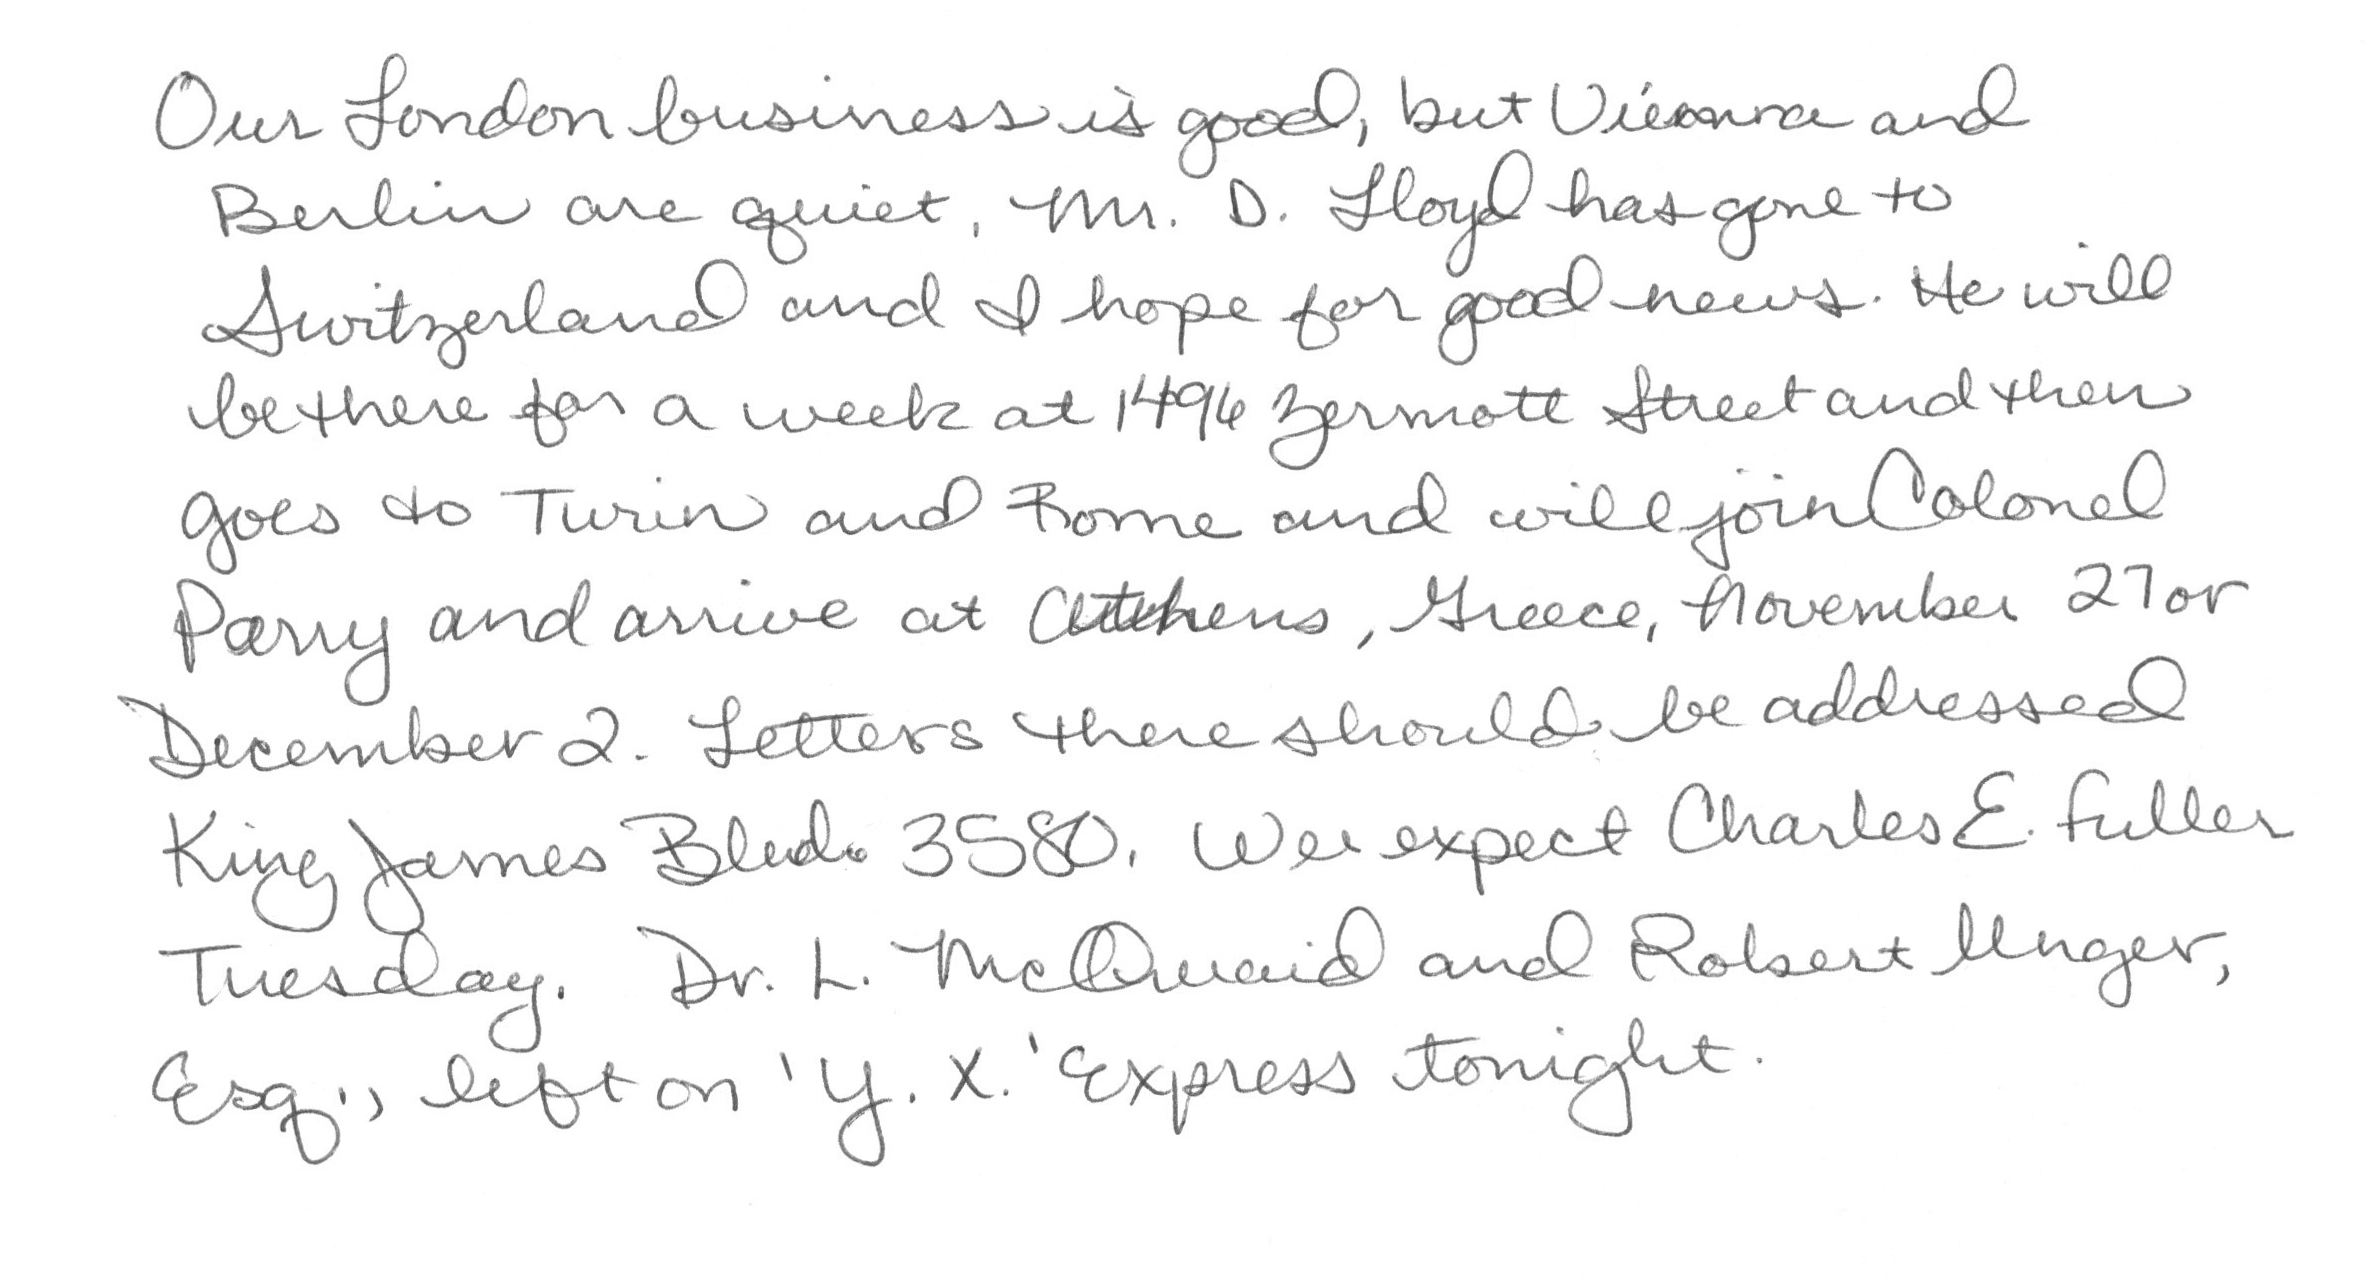 Our London business is good, but Vienna and
Berlin are quiet. Mr. D. Lloyd has gone to
Switzerland and I hope for good news. He will
be there for a week at 1496 Zermott Street and then
goes to Turin and Rome and will join Colonel
Parry and arrive at Athens, Greece, November 27 or
December 2. Letters there should be addressed
King James Blvd. 3580. We expect Charles E. Fuller
Tuesday. Dr. L. McQuaid and Robert Unger,
Esq., left on 'Y. X.' Express tonight.